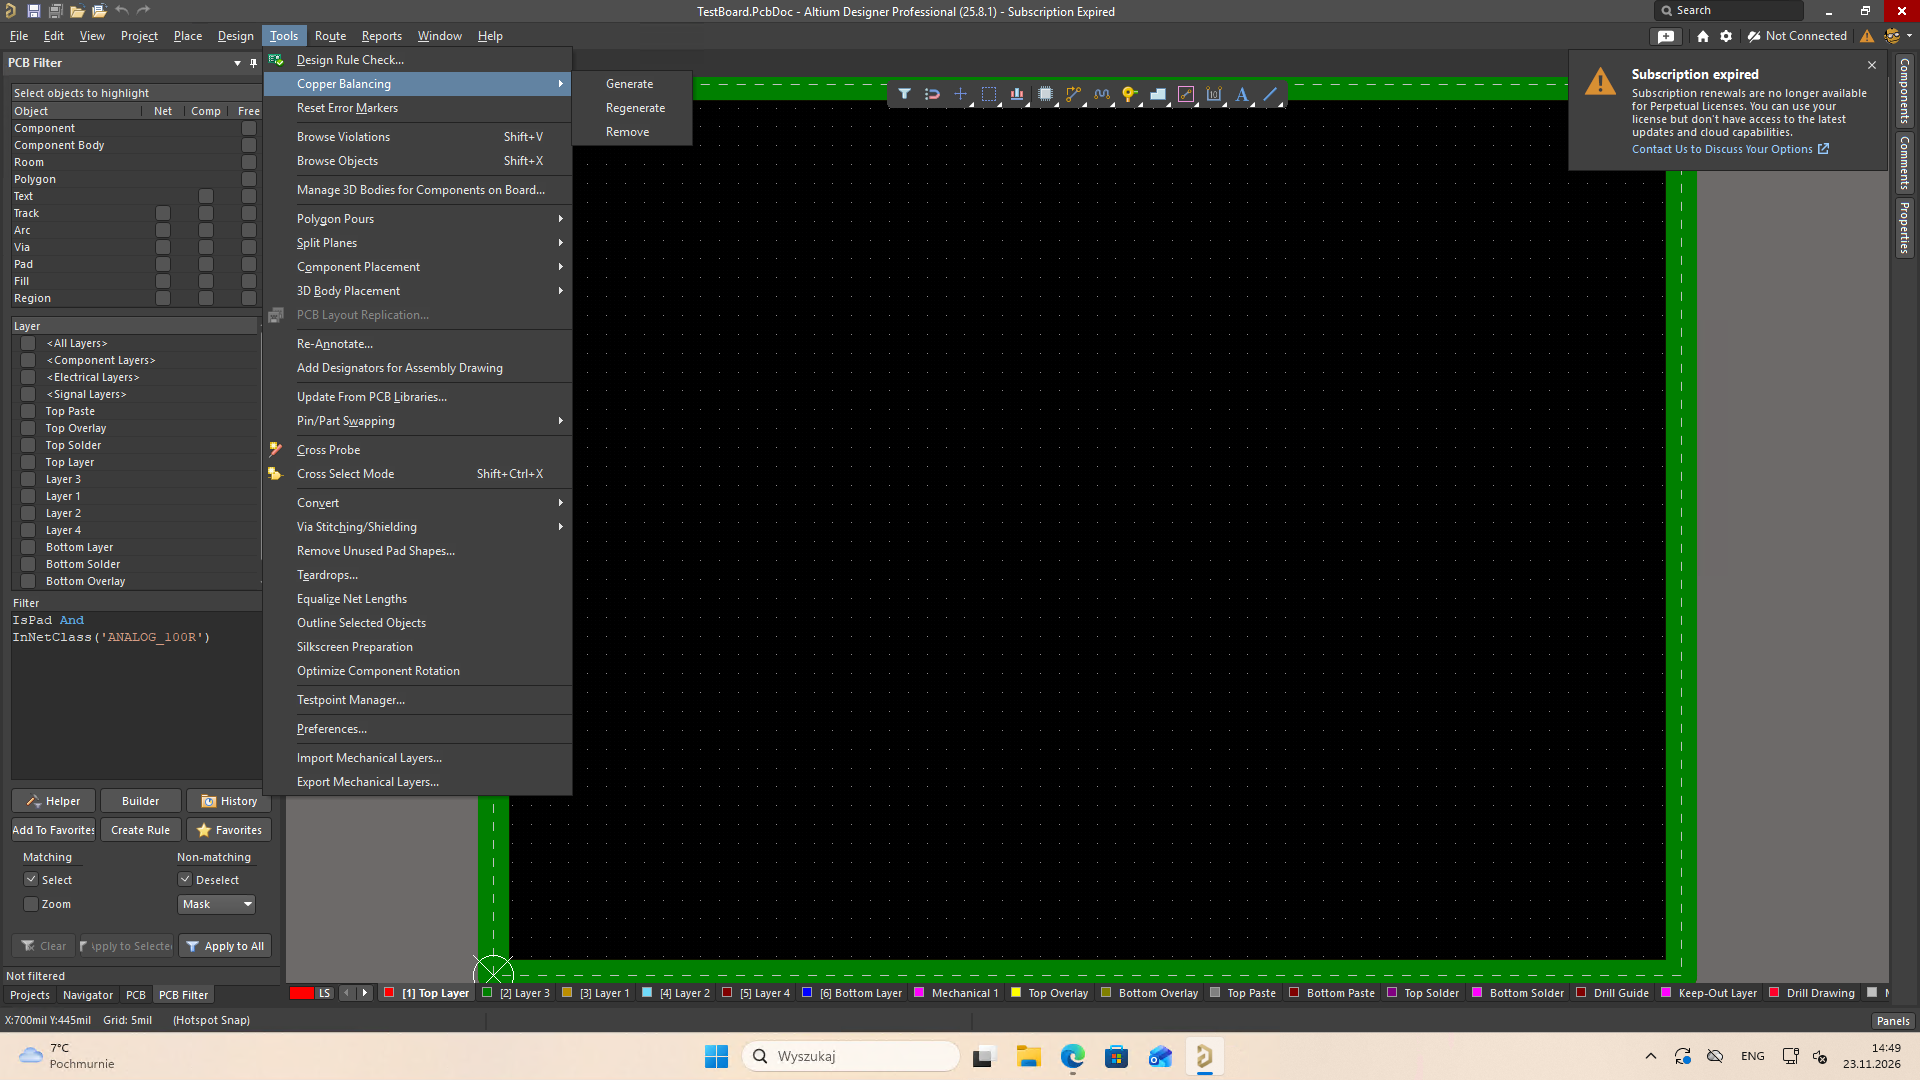 TestBoard.PcbDoc - Altium Designer Professional (25.8.1) - Subscription Expired
Search
File Edit View Project Place Design Tools Route Reports Window Help
Not Connected
PCB Filter
Select objects to highlight
Object Net Comp Free
Component
Component Body
Room
Polygon
Text
Track
Arc
Via
Pad
Fill
Region
Layer
<All Layers>
<Component Layers>
<Electrical Layers>
<Signal Layers>
Top Paste
Top Overlay
Top Solder
Top Layer
Layer 3
Layer 1
Layer 2
Layer 4
Bottom Layer
Bottom Solder
Bottom Overlay
Filter
IsPad And
InNetClass('ANALOG_100R')
Helper Builder History
Add To Favorites Create Rule Favorites
Matching Non-matching
Select Deselect
Zoom Mask
Clear Apply to Selected Apply to All
Not filtered
Projects Navigator PCB PCB Filter
Design Rule Check...
Copper Balancing
Reset Error Markers
Browse Violations Shift+V
Browse Objects Shift+X
Manage 3D Bodies for Components on Board...
Polygon Pours
Split Planes
Component Placement
3D Body Placement
PCB Layout Replication...
Re-Annotate...
Add Designators for Assembly Drawing
Update From PCB Libraries...
Pin/Part Swapping
Cross Probe
Cross Select Mode Shift+Ctrl+X
Convert
Via Stitching/Shielding
Remove Unused Pad Shapes...
Teardrops...
Equalize Net Lengths
Outline Selected Objects
Silkscreen Preparation
Optimize Component Rotation
Testpoint Manager...
Preferences...
Import Mechanical Layers...
Export Mechanical Layers...
Generate
Regenerate
Remove
Subscription expired
Subscription renewals are no longer available
for Perpetual Licenses. You can use your
license but don't have access to the latest
updates and cloud capabilities.
Contact Us to Discuss Your Options
Components
Comments
Properties
LS [1] Top Layer [2] Layer 3 [3] Layer 1 [4] Layer 2 [5] Layer 4 [6] Bottom Layer Mechanical 1 Top Overlay Bottom Overlay Top Paste Bottom Paste Top Solder Bottom Solder Drill Guide Keep-Out Layer Drill Drawing
X:700mil Y:445mil Grid: 5mil (Hotspot Snap)
Panels
7°C
Pochmurnie
Wyszukaj
ENG
14:49
23.11.2026